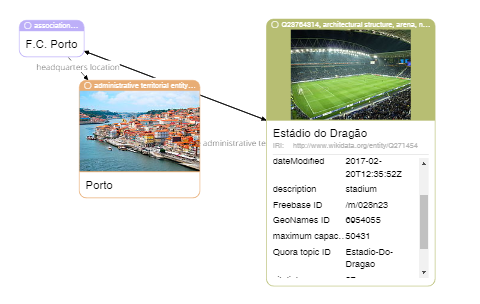 association...
F.C. Porto
headquarters location
administrative territorial entity...
Porto
administrative te
Q28764814, architectural structure, arena, n...
Estádio do Dragão
IRI: http://www.wikidata.org/entity/Q271454
dateModified 2017-02-20T12:35:52Z
description stadium
Freebase ID /m/028n23
GeoNames ID 6954055
maximum capac... 50431
Quora topic ID Estadio-Do-Dragao